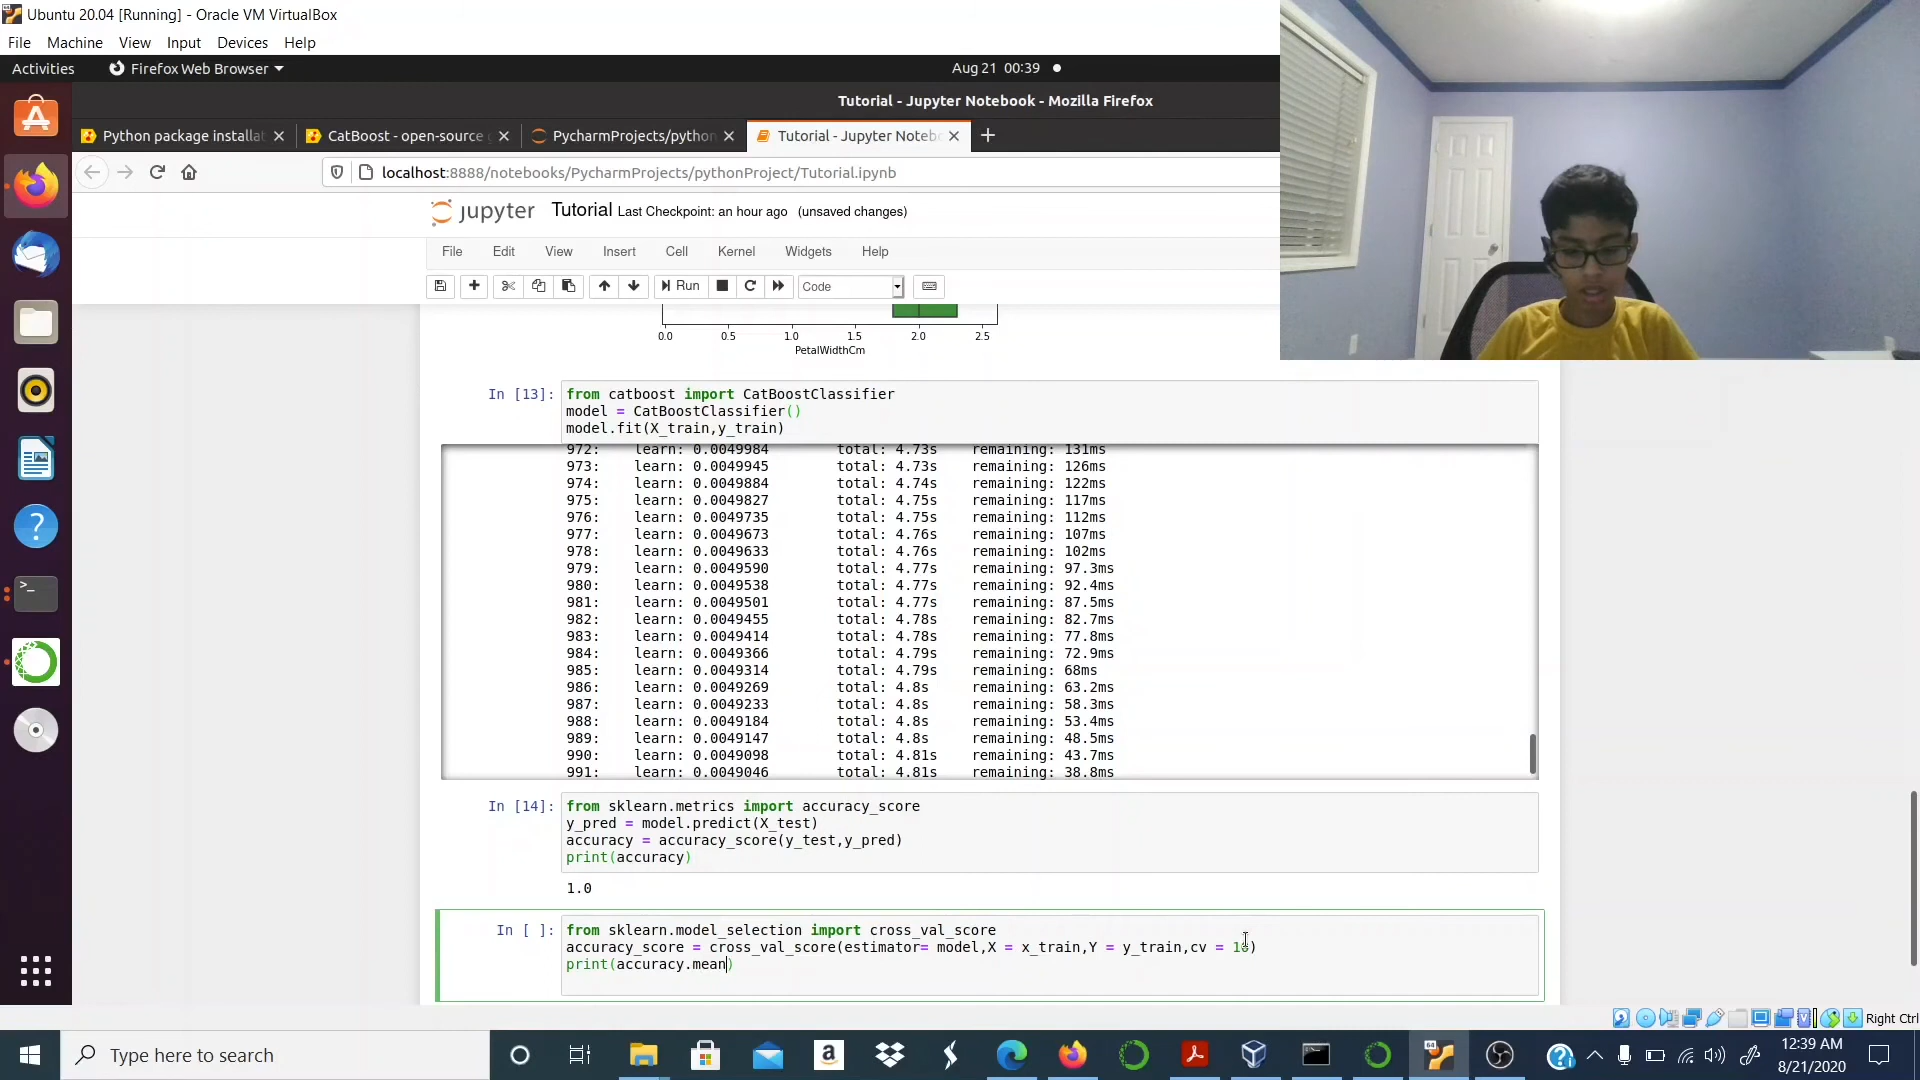 Ubuntu 20.04 [Running] - Oracle VM VirtualBox
File Machine View Input Devices Help
Activities Firefox Web Browser Aug 21 00:39
Tutorial - Jupyter Notebook - Mozilla Firefox
Python package installat CatBoost - open-source PycharmProjects/python Tutorial - Jupyter Noteb
localhost:8888/notebooks/PycharmProjects/pythonProject/Tutorial.ipynb
jupyter Tutorial Last Checkpoint: an hour ago (unsaved changes)
File Edit View Insert Cell Kernel Widgets Help
Run Code
0.0 0.5 1.0 1.5 2.0 2.5
PetalWidthCm
In [13]: from catboost import CatBoostClassifier
model = CatBoostClassifier()
model.fit(X_train,y_train)
972: learn: 0.0049984 total: 4.73s remaining: 131ms
973: learn: 0.0049945 total: 4.73s remaining: 126ms
974: learn: 0.0049884 total: 4.74s remaining: 122ms
975: learn: 0.0049827 total: 4.75s remaining: 117ms
976: learn: 0.0049735 total: 4.75s remaining: 112ms
977: learn: 0.0049673 total: 4.76s remaining: 107ms
978: learn: 0.0049633 total: 4.76s remaining: 102ms
979: learn: 0.0049590 total: 4.77s remaining: 97.3ms
980: learn: 0.0049538 total: 4.77s remaining: 92.4ms
981: learn: 0.0049501 total: 4.77s remaining: 87.5ms
982: learn: 0.0049455 total: 4.78s remaining: 82.7ms
983: learn: 0.0049414 total: 4.78s remaining: 77.8ms
984: learn: 0.0049366 total: 4.79s remaining: 72.9ms
985: learn: 0.0049314 total: 4.79s remaining: 68ms
986: learn: 0.0049269 total: 4.8s remaining: 63.2ms
987: learn: 0.0049233 total: 4.8s remaining: 58.3ms
988: learn: 0.0049184 total: 4.8s remaining: 53.4ms
989: learn: 0.0049147 total: 4.8s remaining: 48.5ms
990: learn: 0.0049098 total: 4.81s remaining: 43.7ms
991: learn: 0.0049046 total: 4.81s remaining: 38.8ms
In [14]: from sklearn.metrics import accuracy_score
y_pred = model.predict(X_test)
accuracy = accuracy_score(y_test,y_pred)
print(accuracy)
1.0
In [ ]: from sklearn.model_selection import cross_val_score
accuracy_score = cross_val_score(estimator= model,X = x_train,Y = y_train,cv = 10)
print(accuracy.mean)
Right Ctrl
Type here to search
12:39 AM
8/21/2020